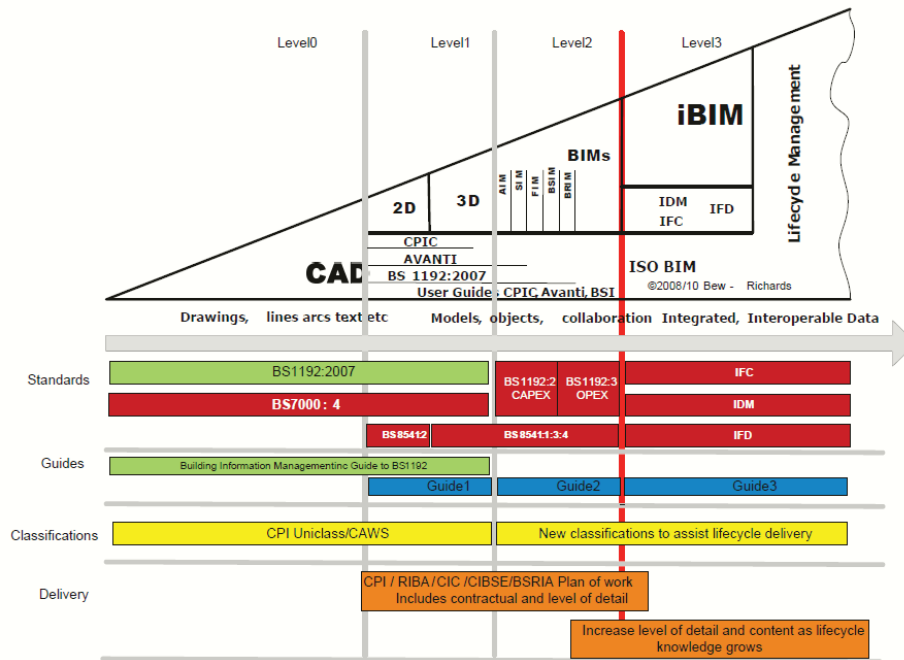 Level0 Level1 Level2 Level3
iBIM
Lifecycle Management
BIMs
AIM
SIM
FIM
BSIM
BRIM
2D 3D
IDM IFD
IFC
CPIC
AVANTI
CAD BS 1192:2007
User Guides CPIC, Avanti, BSI
ISO BIM
©2008/10 Bew - Richards
Drawings, lines arcs text etc Models, objects, collaboration Integrated, Interoperable Data
Standards
BS1192:2007
BS1192:2
CAPEX
BS1192:3
OPEX
IFC
BS7000: 4
IDM
BS8541:2 BS8541:1:3:4 IFD
Guides
Building Information Managementinc Guide to BS1192
Guide1 Guide2 Guide3
Classifications CPI Uniclass/CAWS New classifications to assist lifecycle delivery
Delivery
CPI / RIBA / CIC /CIBSE/BSRIA Plan of work
Includes contractual and level of detail
Increase level of detail and content as lifecycle
knowledge grows